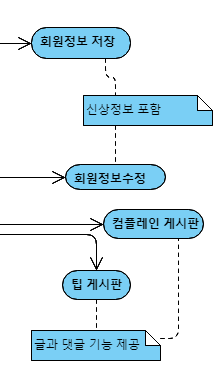 회원정보 저장
신상정보 포함
회원정보수정
컴플레인 게시판
팁 게시판
글과 댓글 기능 제공